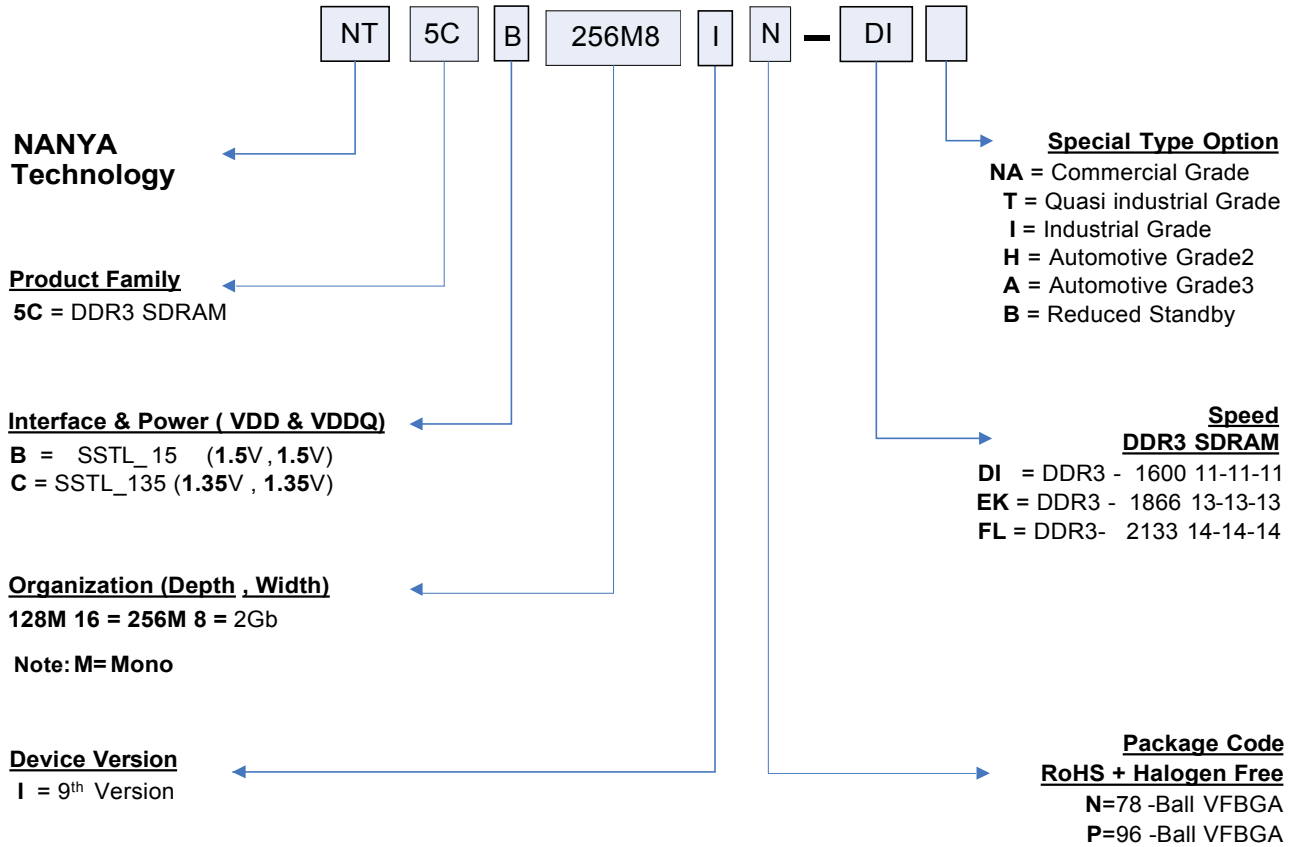 NT 5C B 256M8 I N – DI
NANYA
Technology
Product Family
5C = DDR3 SDRAM
Interface & Power ( VDD & VDDQ)
B = SSTL_15 (1.5V , 1.5V)
C = SSTL_135 (1.35V , 1.35V)
Organization (Depth , Width)
128M 16 = 256M 8 = 2Gb
Note: M= Mono
Device Version
I = 9th Version
Special Type Option
NA = Commercial Grade
T = Quasi industrial Grade
I = Industrial Grade
H = Automotive Grade2
A = Automotive Grade3
B = Reduced Standby
Speed
DDR3 SDRAM
DI = DDR3 - 1600 11-11-11
EK = DDR3 - 1866 13-13-13
FL = DDR3- 2133 14-14-14
Package Code
RoHS + Halogen Free
N=78 -Ball VFBGA
P=96 -Ball VFBGA